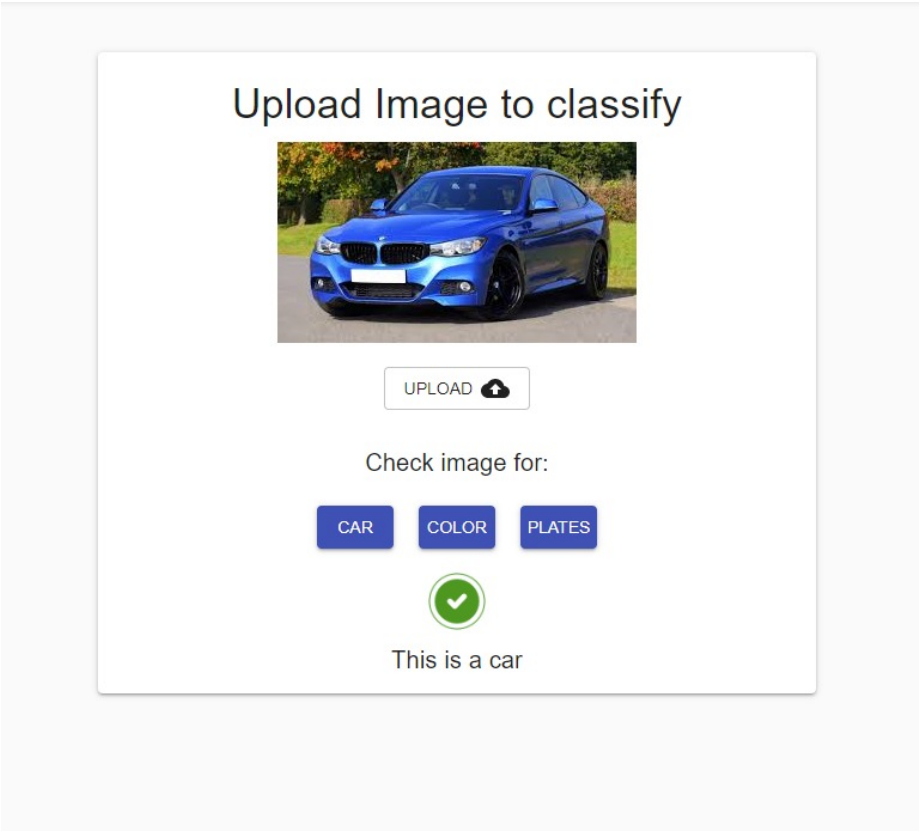 Upload Image to classify
UPLOAD
Check image for:
CAR COLOR PLATES
This is a car